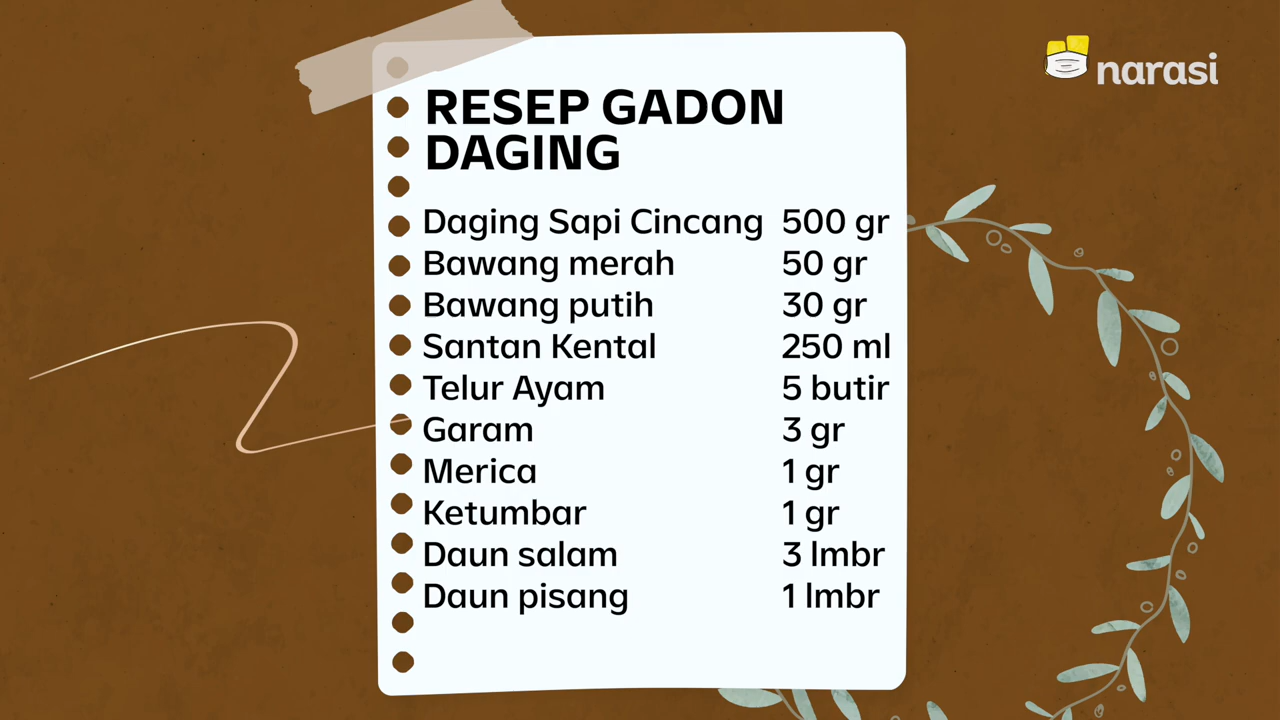 narasi
RESEP GADON
DAGING
Daging Sapi Cincang 500 gr
Bawang merah 50 gr
Bawang putih 30 gr
Santan Kental 250 ml
Telur Ayam 5 butir
Garam 3 gr
Merica 1 gr
Ketumbar 1 gr
Daun salam 3 lmbr
Daun pisang 1 lmbr